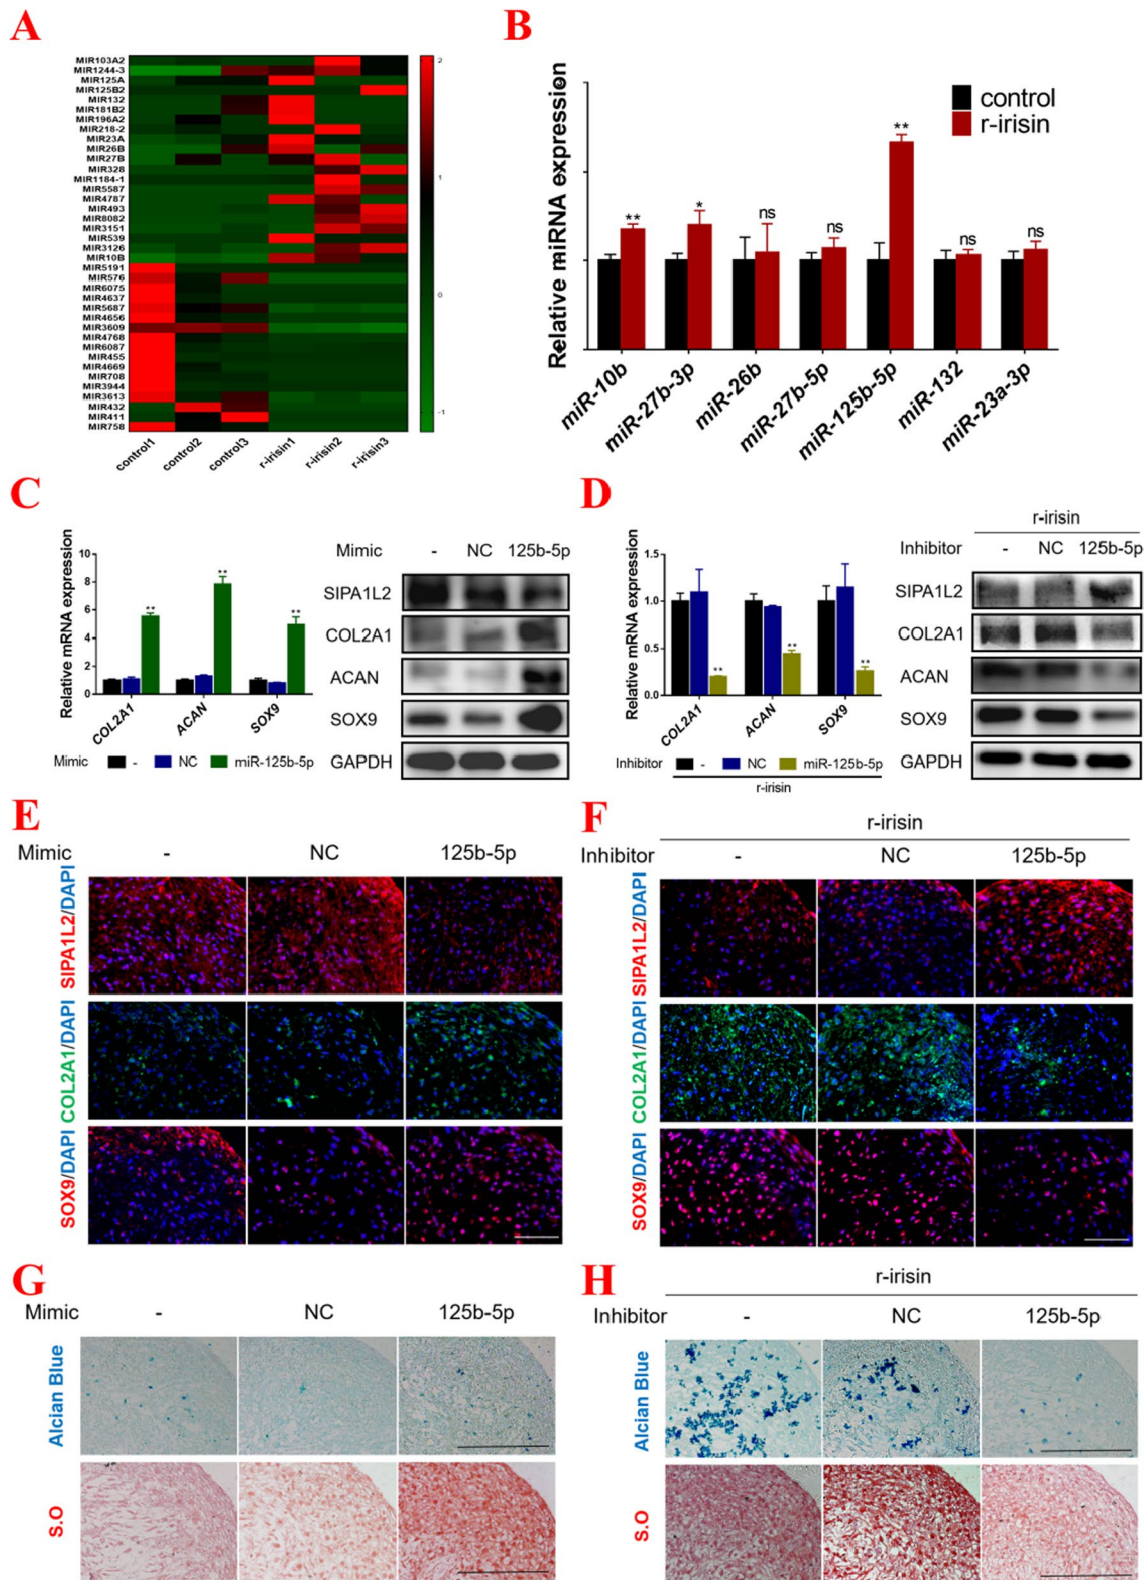 A
MIR103A2
MIR1244-3
MIR125A
MIR125B2
MIR132
MIR181B2
MIR196A2
MIR218-2
MIR23A
MIR26B
MIR27B
MIR328
MIR1184-1
MIR5587
MIR4787
MIR493
MIR8082
MIR3151
MIR539
MIR3126
MIR10B
MIR5191
MIR576
MIR6075
MIR4637
MIR5687
MIR4656
MIR3609
MIR4768
MIR6087
MIR455
MIR4669
MIR708
MIR3944
MIR3613
MIR432
MIR411
MIR758
control1 control2 control3 r-irisin1 r-irisin2 r-irisin3
2
1
0
-1
B
Relative miRNA expression
control
r-irisin
** * ns ns ** ns ns
miR-10b miR-27b-3p miR-26b miR-27b-5p miR-125b-5p miR-132 miR-23a-3p
C
Relative mRNA expression
10
8
6
4
2
0
** ** **
COL2A1 ACAN SOX9
Mimic - NC miR-125b-5p
Mimic - NC 125b-5p
SIPA1L2
COL2A1
ACAN
SOX9
GAPDH
D
Relative mRNA expression
1.5
1.0
0.5
0.0
** ** **
COL2A1 ACAN SOX9
Inhibitor - NC miR-125b-5p
r-irisin
r-irisin
Inhibitor - NC 125b-5p
SIPA1L2
COL2A1
ACAN
SOX9
GAPDH
E
Mimic - NC 125b-5p
SIPA1L2/DAPI
COL2A1/DAPI
SOX9/DAPI
F
r-irisin
Inhibitor - NC 125b-5p
SIPA1L2/DAPI
COL2A1/DAPI
SOX9/DAPI
G
Mimic - NC 125b-5p
Alcian Blue
S.O
H
r-irisin
Inhibitor - NC 125b-5p
Alcian Blue
S.O